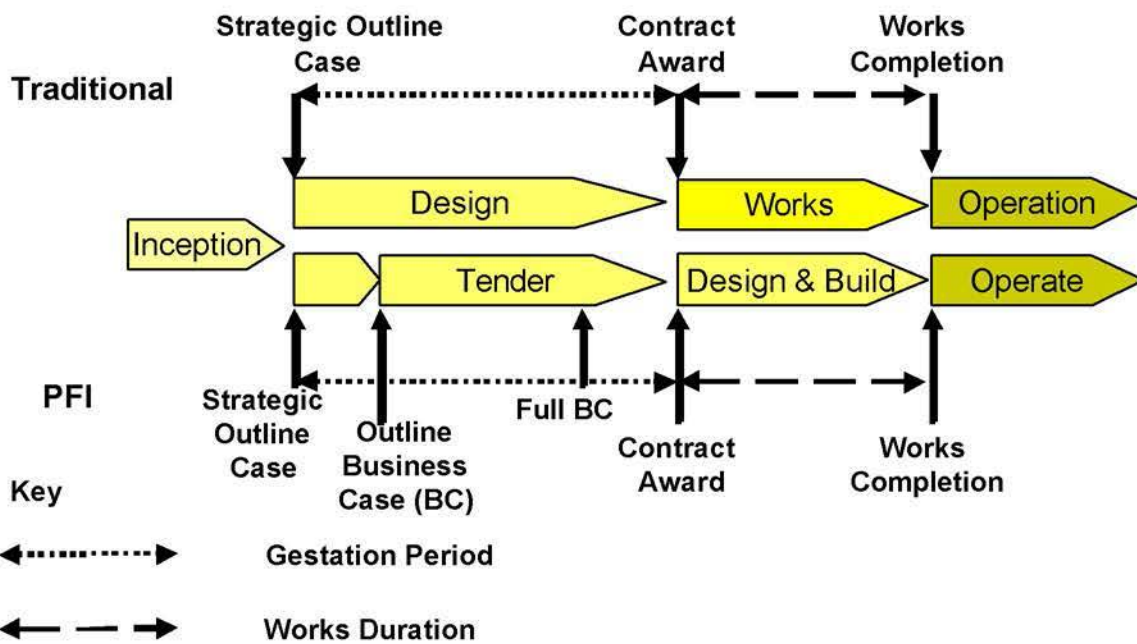 Strategic Outline
Case
Contract
Award
Works
Completion
Traditional
Design
Works
Operation
Inception
Tender
Design & Build
Operate
PFI
Strategic
Outline
Case
Outline
Business
Case (BC)
Full BC
Contract
Award
Works
Completion
Key
Gestation Period
Works Duration